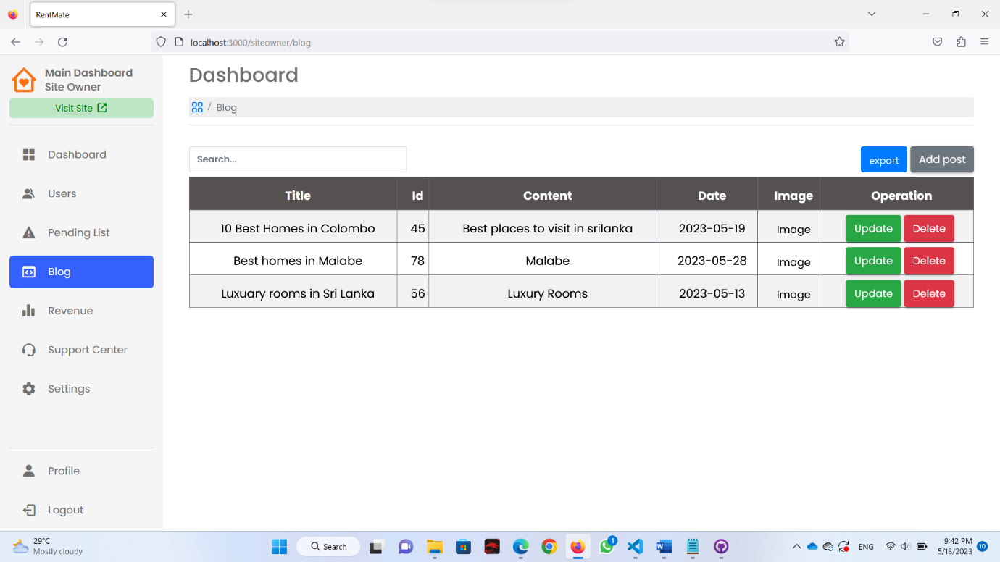 RentMate
localhost:3000/siteowner/blog
Main Dashboard
Site Owner
Visit Site
Dashboard
Users
Pending List
Blog
Revenue
Support Center
Settings
Profile
Logout
Dashboard
/ Blog
Search...
export Add post
Title Id Content Date Image Operation
10 Best Homes in Colombo 45 Best places to visit in srilanka 2023-05-19 Image Update Delete
Best homes in Malabe 78 Malabe 2023-05-28 Image Update Delete
Luxuary rooms in Sri Lanka 56 Luxury Rooms 2023-05-13 Image Update Delete
29°C
Mostly cloudy
Search
1
ENG
9:42 PM
5/18/2023
10